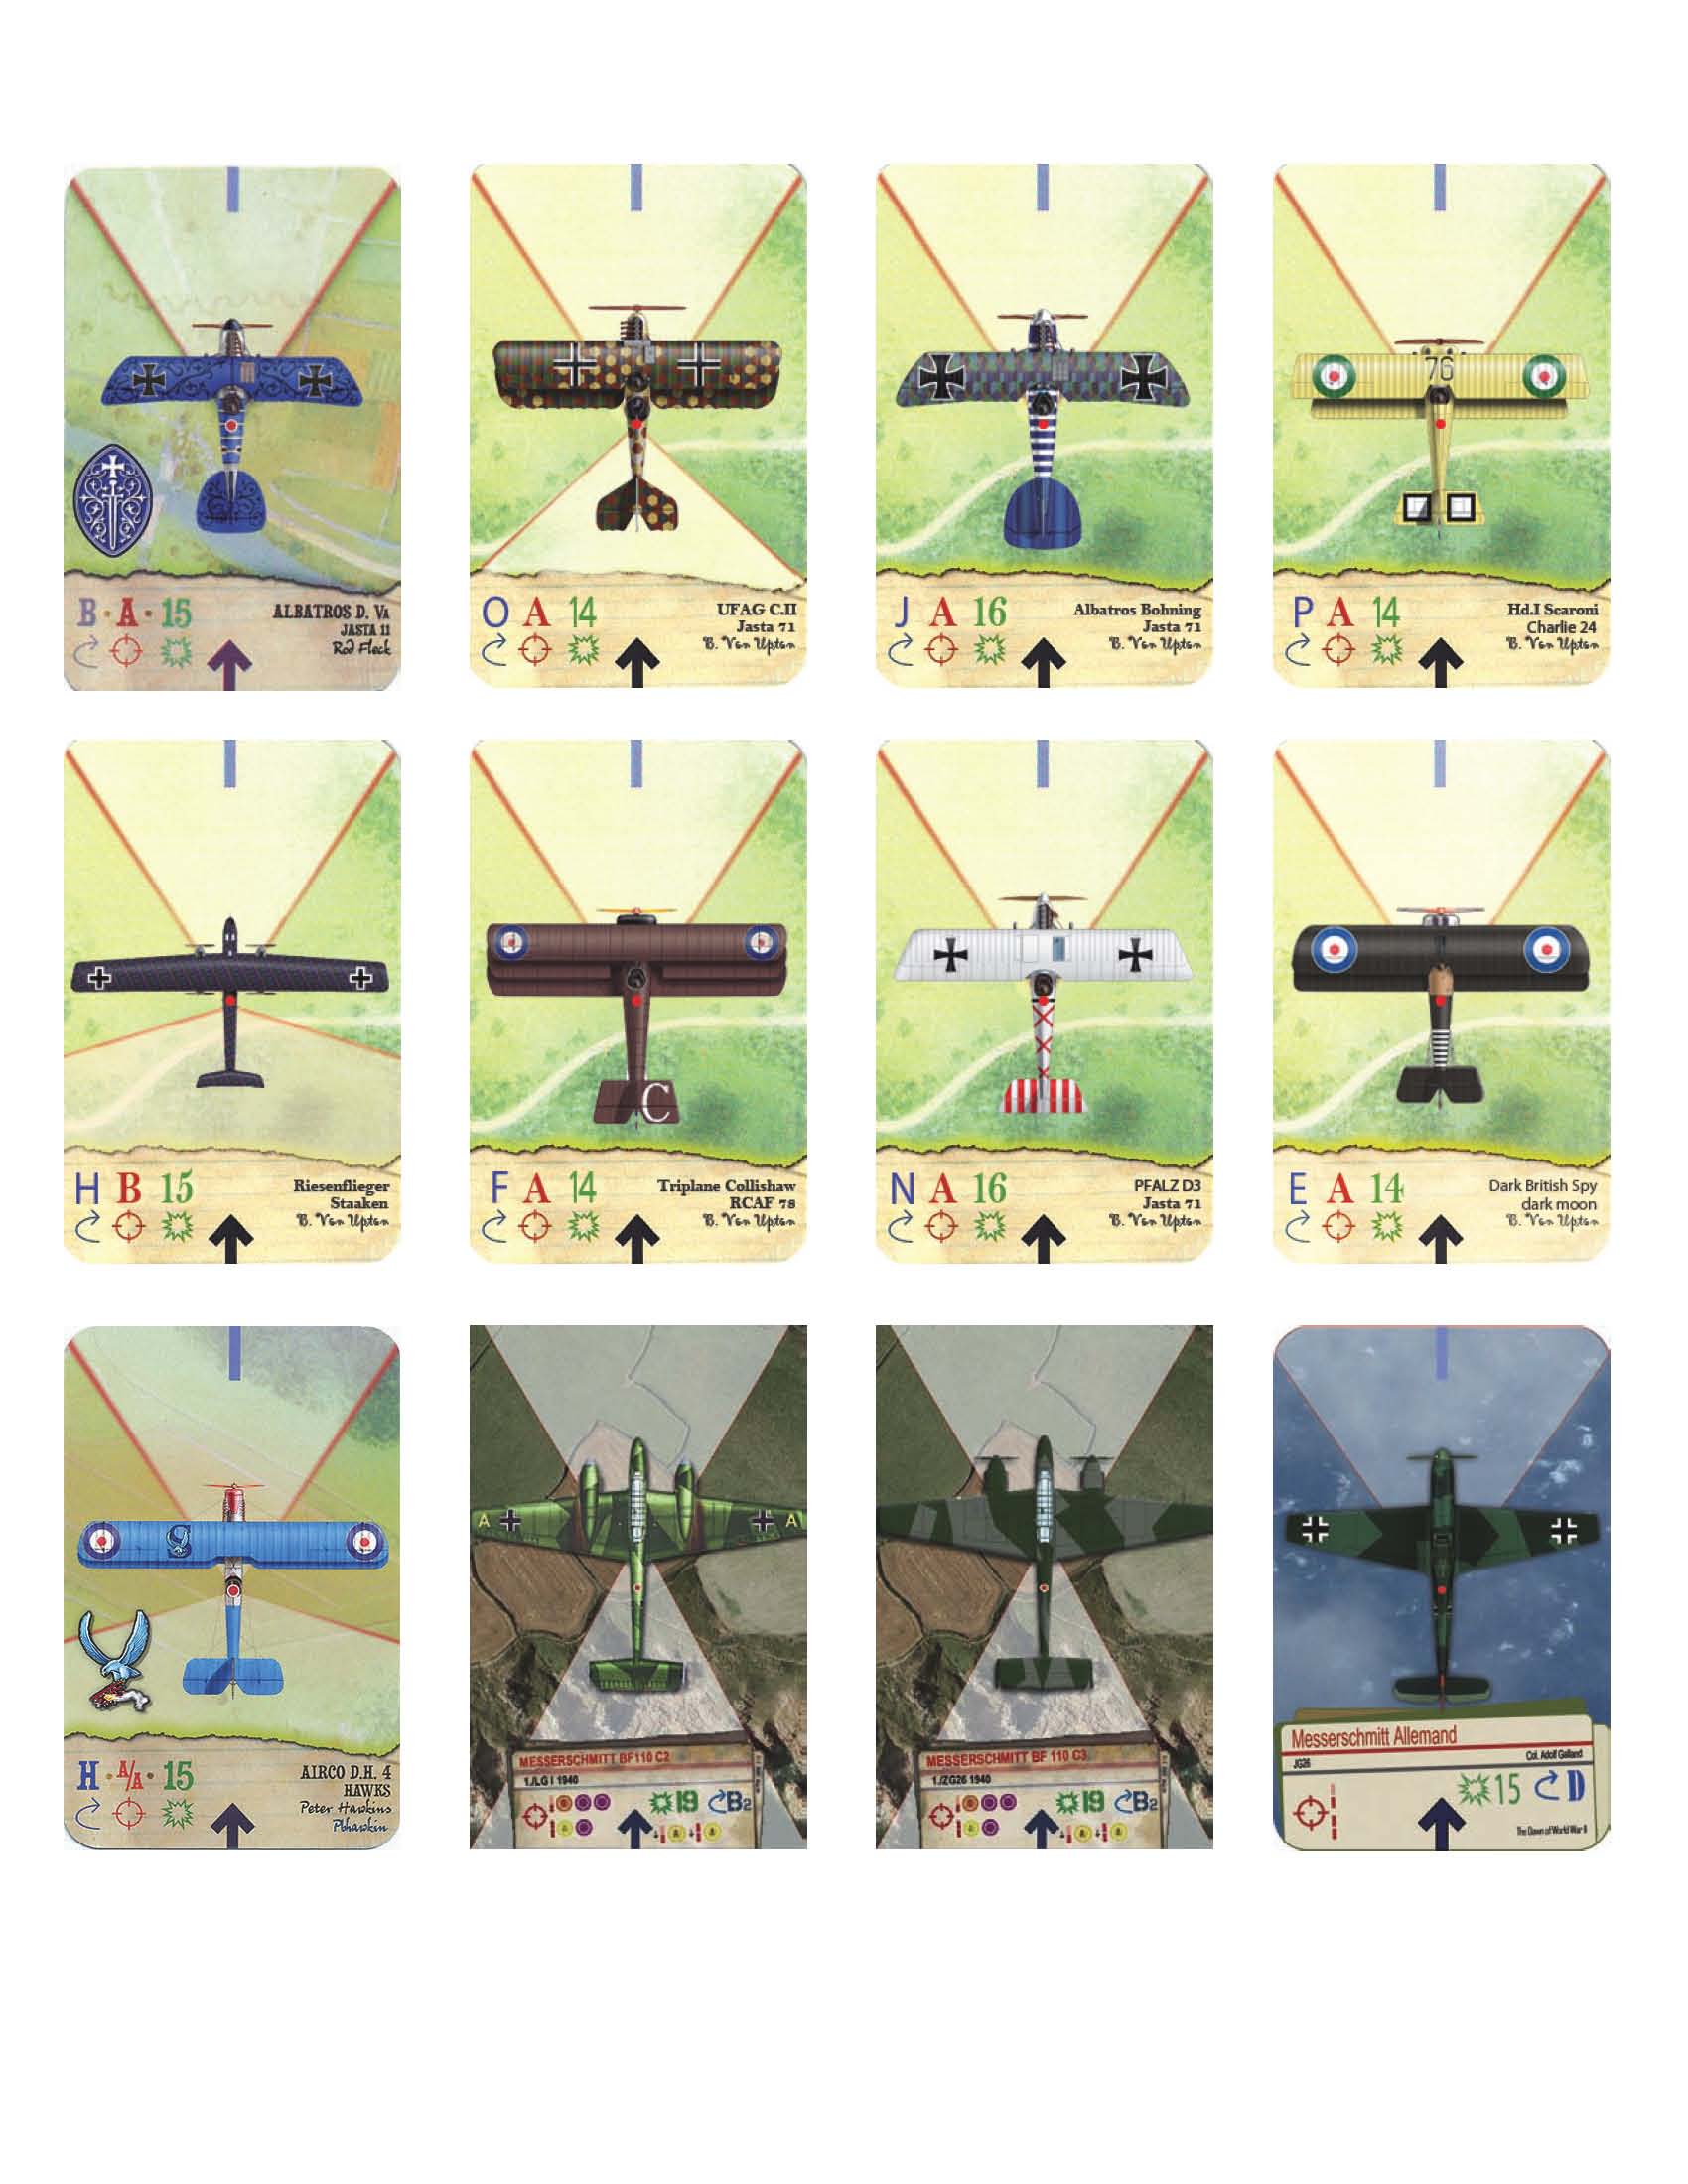 B · A · 15
ALBATROS D. VA
JASTA 11
Rod Fleck
O A 14
UFAG C.II
Jasta 71
B. Von Upton
J A 16
Albatros Bohning
Jasta 71
B. Von Upton
76
P A 14
Hd.I Scaroni
Charlie 24
B. Von Upton
H B 15
Riesenflieger
Staaken
B. Von Upton
C
F A 14
Triplane Collishaw
RCAF 78
B. Von Upton
N A 16
PFALZ D3
Jasta 71
B. Von Upton
E A 14
Dark British Spy
dark moon
B. Von Upton
H · A/A · 15
AIRCO D.H. 4
HAWKS
Peter Hawkins
Pbhawkin
A A
MESSERSCHMITT BF110 C2
1./LG I 1940
19 B2
MESSERSCHMITT BF 110 C3
1./ZG26 1940
19 B2
Messerschmitt Allemand
Col. Adolf Galland
JG26
15 D
The Dawn of World War II